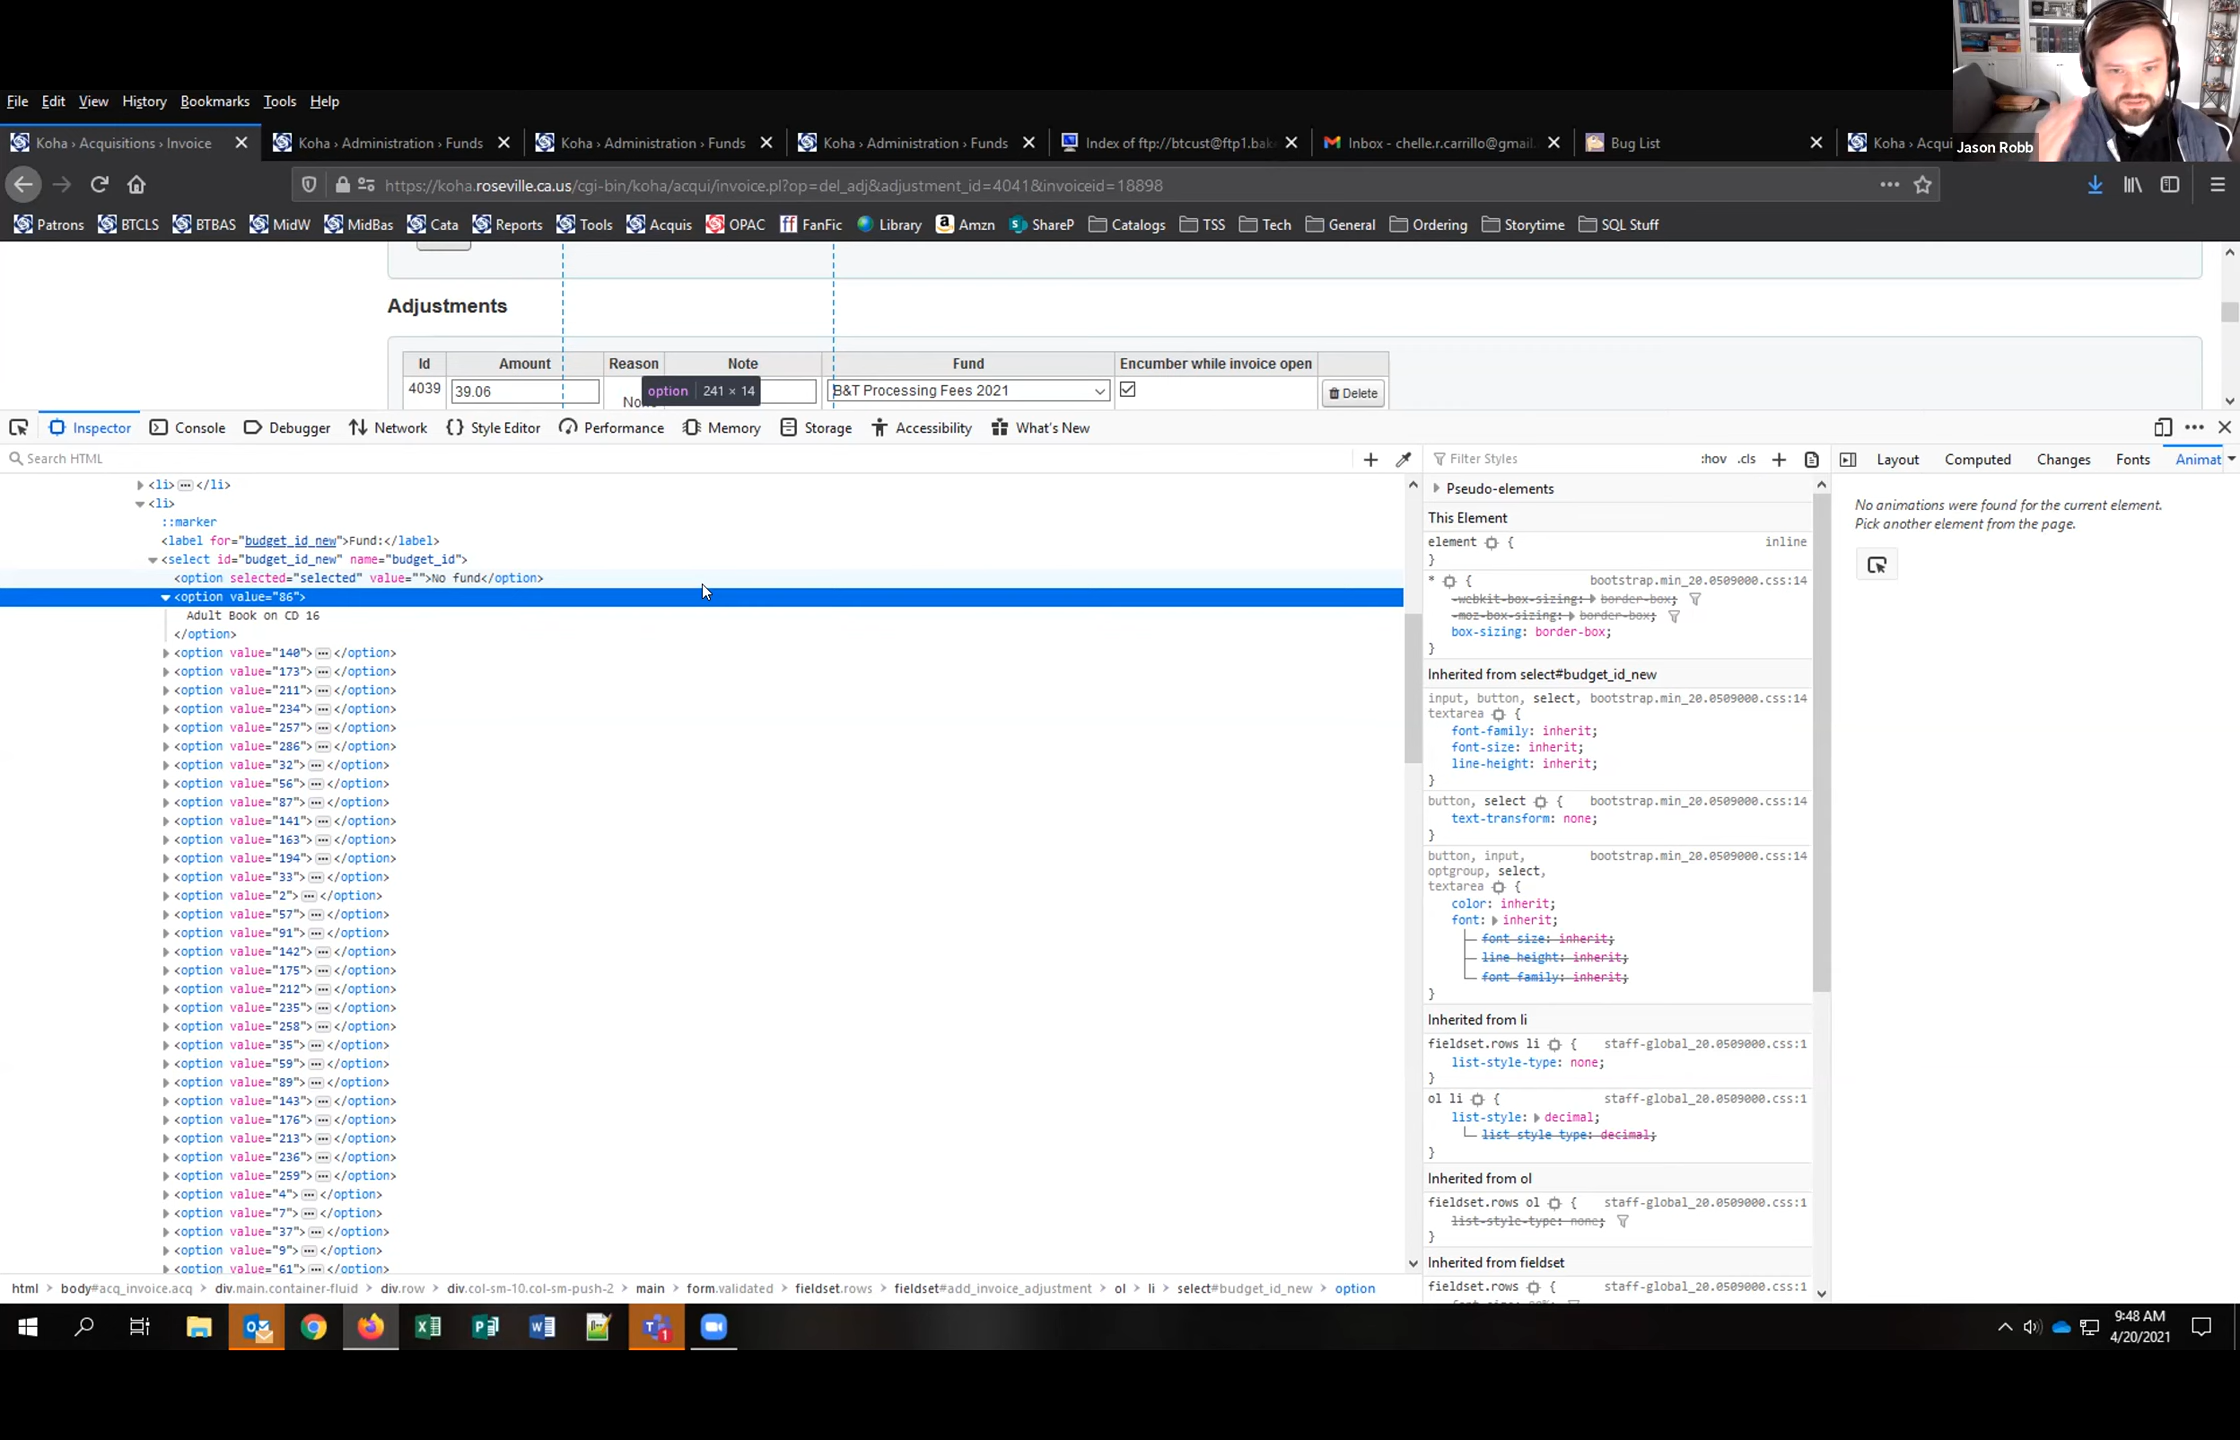 Jason Robb
File Edit View History Bookmarks Tools Help
Koha › Acquisitions › Invoice
Koha › Administration › Funds
Koha › Administration › Funds
Koha › Administration › Funds
Index of ftp://btcust@ftp1.bak
Inbox - chelle.r.carrillo@gmail.
Bug List
Koha › Acqui
https://koha.roseville.ca.us/cgi-bin/koha/acqui/invoice.pl?op=del_adj&adjustment_id=4041&invoiceid=18898
Patrons BTCLS BTBAS MidW MidBas Cata Reports Tools Acquis OPAC FanFic Library Amzn ShareP Catalogs TSS Tech General Ordering Storytime SQL Stuff
Adjustments
Id Amount Reason Note Fund Encumber while invoice open
4039 39.06 B&T Processing Fees 2021 Delete
option 241 × 14
Inspector Console Debugger Network Style Editor Performance Memory Storage Accessibility What's New
Search HTML
<li> ••• </li>
<li>
::marker
<label for="budget_id_new">Fund:</label>
<select id="budget_id_new" name="budget_id">
<option selected="selected" value="">No fund</option>
<option value="86">
Adult Book on CD 16
</option>
<option value="140"> ••• </option>
<option value="173"> ••• </option>
<option value="211"> ••• </option>
<option value="234"> ••• </option>
<option value="257"> ••• </option>
<option value="286"> ••• </option>
<option value="32"> ••• </option>
<option value="56"> ••• </option>
<option value="87"> ••• </option>
<option value="141"> ••• </option>
<option value="163"> ••• </option>
<option value="194"> ••• </option>
<option value="33"> ••• </option>
<option value="2"> ••• </option>
<option value="57"> ••• </option>
<option value="91"> ••• </option>
<option value="142"> ••• </option>
<option value="175"> ••• </option>
<option value="212"> ••• </option>
<option value="235"> ••• </option>
<option value="258"> ••• </option>
<option value="35"> ••• </option>
<option value="59"> ••• </option>
<option value="89"> ••• </option>
<option value="143"> ••• </option>
<option value="176"> ••• </option>
<option value="213"> ••• </option>
<option value="236"> ••• </option>
<option value="259"> ••• </option>
<option value="4"> ••• </option>
<option value="7"> ••• </option>
<option value="37"> ••• </option>
<option value="9"> ••• </option>
<option value="61"> ••• </option>
Filter Styles :hov .cls
Pseudo-elements
This Element
element { inline
}
* { bootstrap.min_20.0509000.css:14
-webkit-box-sizing: border-box;
-moz-box-sizing: border-box;
box-sizing: border-box;
}
Inherited from select#budget_id_new
input, button, select, bootstrap.min_20.0509000.css:14
textarea {
font-family: inherit;
font-size: inherit;
line-height: inherit;
}
button, select { bootstrap.min_20.0509000.css:14
text-transform: none;
}
button, input, bootstrap.min_20.0509000.css:14
optgroup, select,
textarea {
color: inherit;
font: inherit;
font-size: inherit;
line-height: inherit;
font-family: inherit;
}
Inherited from li
fieldset.rows li { staff-global_20.0509000.css:1
list-style-type: none;
}
ol li { staff-global_20.0509000.css:1
list-style: decimal;
list-style-type: decimal;
}
Inherited from ol
fieldset.rows ol { staff-global_20.0509000.css:1
list-style-type: none;
}
Inherited from fieldset
fieldset.rows { staff-global_20.0509000.css:1
Layout Computed Changes Fonts Animat
No animations were found for the current element.
Pick another element from the page.
html body#acq_invoice.acq div.main.container-fluid div.row div.col-sm-10.col-sm-push-2 main form.validated fieldset.rows fieldset#add_invoice_adjustment ol li select#budget_id_new option
9:48 AM
4/20/2021